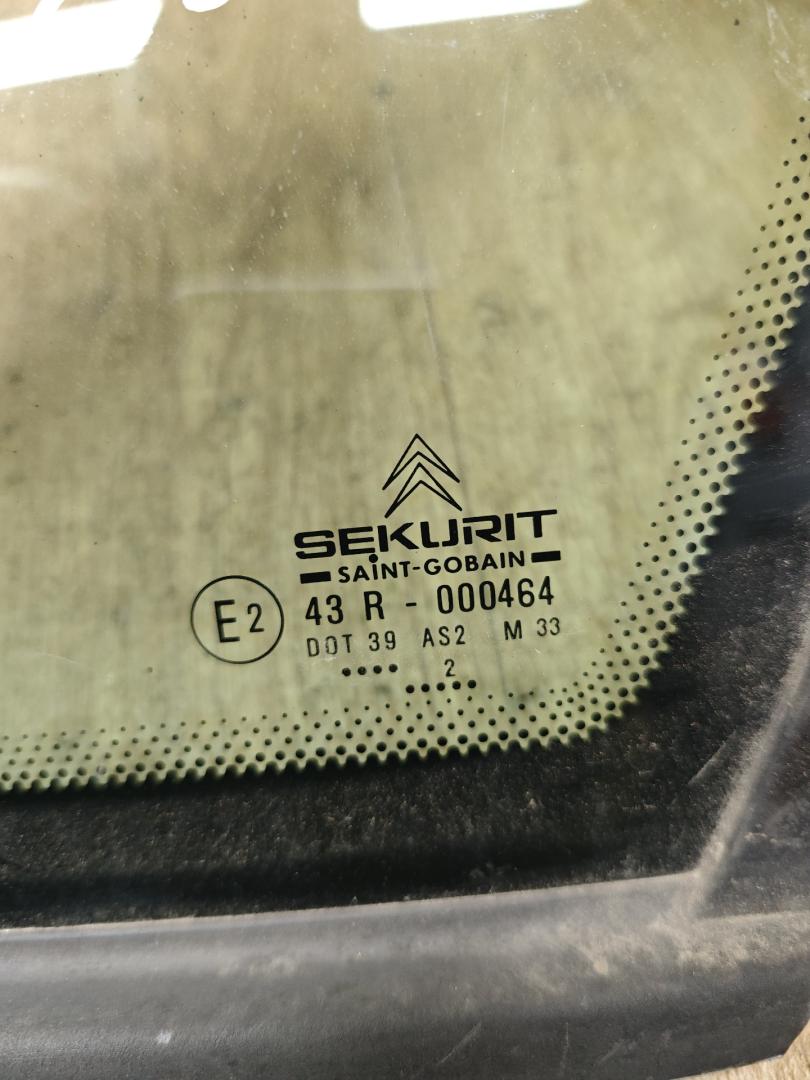 SEKURIT
SAINT-GOBAIN
E2 43 R - 000464
DOT 39 AS2 M 33
2